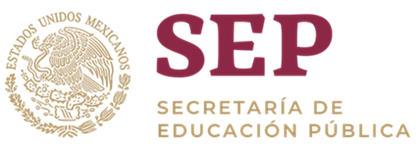 ESTADOS UNIDOS MEXICANOS
SEP
SECRETARÍA DE
EDUCACIÓN PÚBLICA